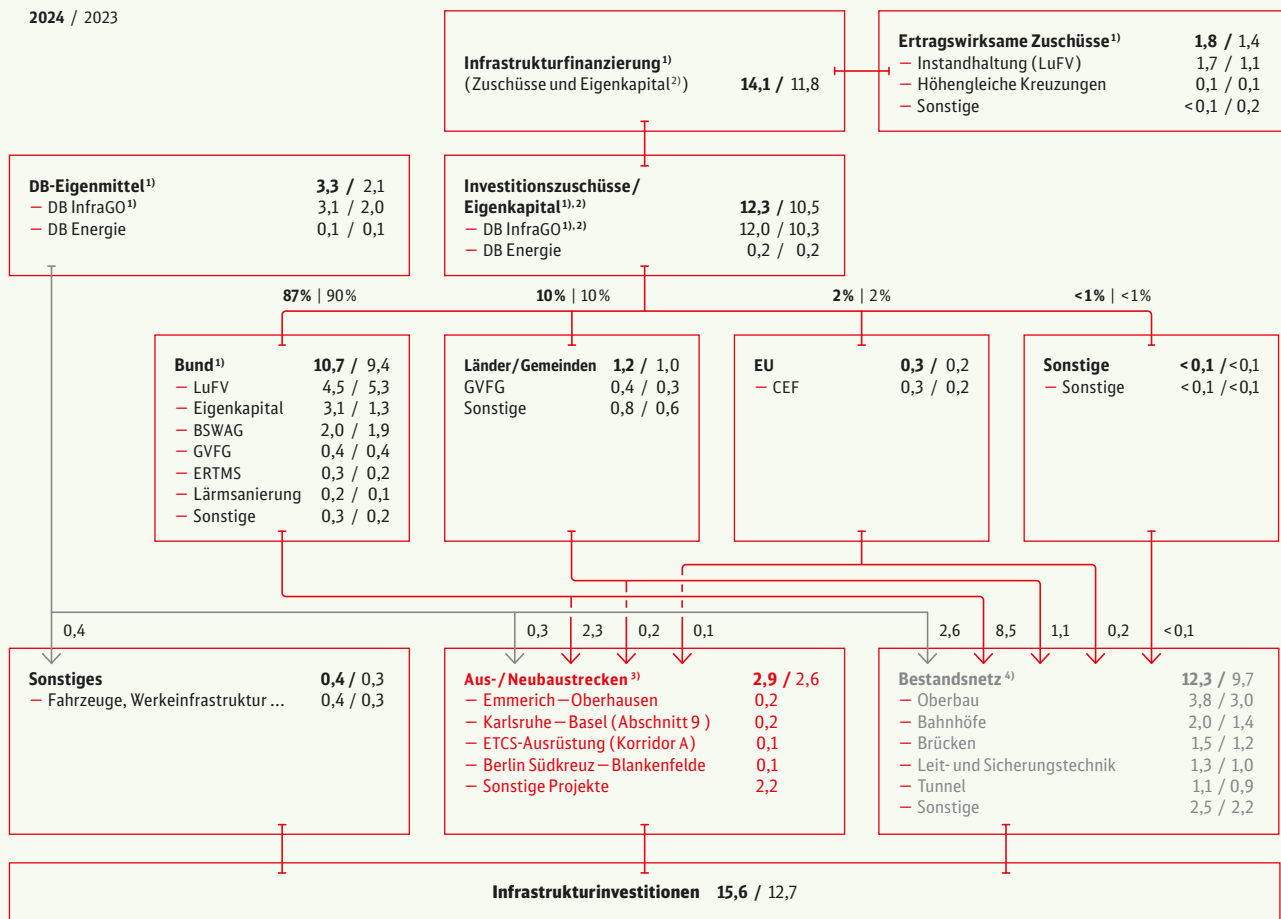 2024 / 2023
Infrastrukturfinanzierung¹⁾
(Zuschüsse und Eigenkapital²⁾) 14,1 / 11,8
Ertragswirksame Zuschüsse¹⁾ 1,8 / 1,4
– Instandhaltung (LuFV) 1,7 / 1,1
– Höhengleiche Kreuzungen 0,1 / 0,1
– Sonstige <0,1 / 0,2
DB-Eigenmittel¹⁾ 3,3 / 2,1
– DB InfraGO¹⁾ 3,1 / 2,0
– DB Energie 0,1 / 0,1
Investitionszuschüsse/
Eigenkapital¹⁾,²⁾ 12,3 / 10,5
– DB InfraGO¹⁾,²⁾ 12,0 / 10,3
– DB Energie 0,2 / 0,2
87% | 90% 10% | 10% 2% | 2% <1% | <1%
Bund¹⁾ 10,7 / 9,4
– LuFV 4,5 / 5,3
– Eigenkapital 3,1 / 1,3
– BSWAG 2,0 / 1,9
– GVFG 0,4 / 0,4
– ERTMS 0,3 / 0,2
– Lärmsanierung 0,2 / 0,1
– Sonstige 0,3 / 0,2
Länder/Gemeinden 1,2 / 1,0
GVFG 0,4 / 0,3
Sonstige 0,8 / 0,6
EU 0,3 / 0,2
– CEF 0,3 / 0,2
Sonstige <0,1 / <0,1
– Sonstige <0,1 / <0,1
0,4 0,3 2,3 0,2 0,1 2,6 8,5 1,1 0,2 <0,1
Sonstiges 0,4 / 0,3
– Fahrzeuge, Werkeinfrastruktur ... 0,4 / 0,3
Aus-/Neubaustrecken³⁾ 2,9 / 2,6
– Emmerich – Oberhausen 0,2
– Karlsruhe – Basel (Abschnitt 9 ) 0,2
– ETCS-Ausrüstung (Korridor A) 0,1
– Berlin Südkreuz – Blankenfelde 0,1
– Sonstige Projekte 2,2
Bestandsnetz⁴⁾ 12,3 / 9,7
– Oberbau 3,8 / 3,0
– Bahnhöfe 2,0 / 1,4
– Brücken 1,5 / 1,2
– Leit- und Sicherungstechnik 1,3 / 1,0
– Tunnel 1,1 / 0,9
– Sonstige 2,5 / 2,2
Infrastrukturinvestitionen 15,6 / 12,7